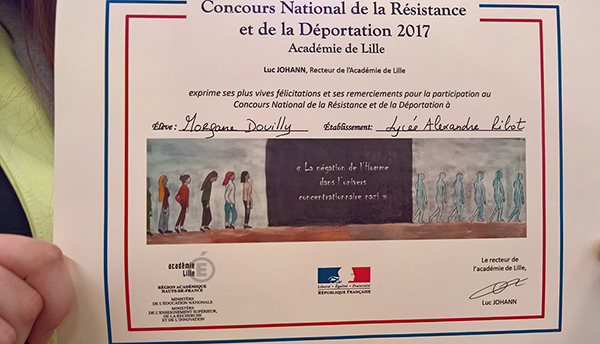 Concours National de la Résistance
et de la Déportation 2017
Académie de Lille
Luc JOHANN, Recteur de l'Académie de Lille
exprime ses plus vives félicitations et ses remerciements pour la participation au
Concours National de la Résistance et de la Déportation à
Élève : Morgane Douilly Établissement: Lycée Alexandre Ribot
« La négation de l'Homme
dans l'univers
concentrationnaire nazi »
académie
Lille
RÉGION ACADÉMIQUE
HAUTS-DE-FRANCE
MINISTÈRE
DE L'ÉDUCATION NATIONALE
MINISTÈRE
DE L'ENSEIGNEMENT SUPÉRIEUR,
DE LA RECHERCHE
ET DE L'INNOVATION
Liberté • Égalité • Fraternité
RÉPUBLIQUE FRANÇAISE
Le recteur de
l'académie de Lille,
Luc JOHANN